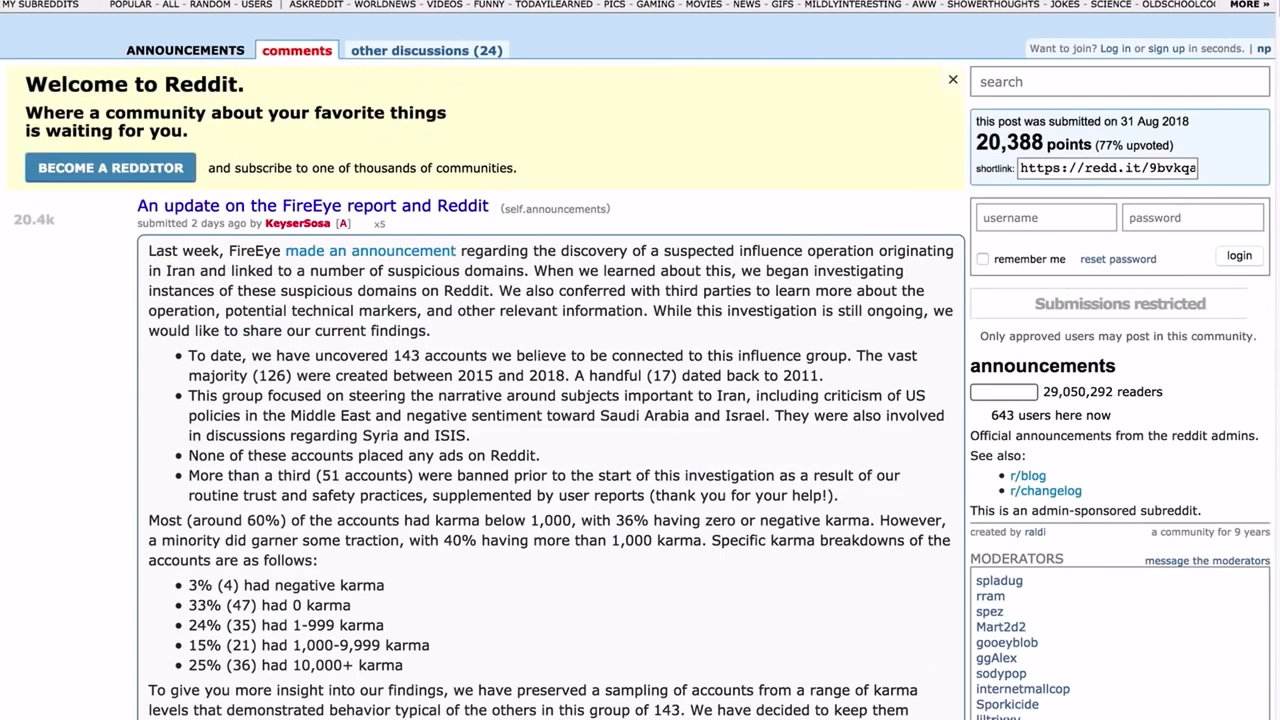 MY SUBREDDITS POPULAR - ALL - RANDOM - USERS | ASKREDDIT - WORLDNEWS - VIDEOS - FUNNY - TODAYILEARNED - PICS - GAMING - MOVIES - NEWS - GIFS - MILDLYINTERESTING - AWW - SHOWERTHOUGHTS - JOKES - SCIENCE - OLDSCHOOLCO MORE »
ANNOUNCEMENTS comments other discussions (24)
Want to join? Log in or sign up in seconds. | np
Welcome to Reddit.
Where a community about your favorite things
is waiting for you.
BECOME A REDDITOR and subscribe to one of thousands of communities.
20.4k
An update on the FireEye report and Reddit (self.announcements)
submitted 2 days ago by KeyserSosa [A] x5
Last week, FireEye made an announcement regarding the discovery of a suspected influence operation originating
in Iran and linked to a number of suspicious domains. When we learned about this, we began investigating
instances of these suspicious domains on Reddit. We also conferred with third parties to learn more about the
operation, potential technical markers, and other relevant information. While this investigation is still ongoing, we
would like to share our current findings.
• To date, we have uncovered 143 accounts we believe to be connected to this influence group. The vast
majority (126) were created between 2015 and 2018. A handful (17) dated back to 2011.
• This group focused on steering the narrative around subjects important to Iran, including criticism of US
policies in the Middle East and negative sentiment toward Saudi Arabia and Israel. They were also involved
in discussions regarding Syria and ISIS.
• None of these accounts placed any ads on Reddit.
• More than a third (51 accounts) were banned prior to the start of this investigation as a result of our
routine trust and safety practices, supplemented by user reports (thank you for your help!).
Most (around 60%) of the accounts had karma below 1,000, with 36% having zero or negative karma. However,
a minority did garner some traction, with 40% having more than 1,000 karma. Specific karma breakdowns of the
accounts are as follows:
• 3% (4) had negative karma
• 33% (47) had 0 karma
• 24% (35) had 1-999 karma
• 15% (21) had 1,000-9,999 karma
• 25% (36) had 10,000+ karma
To give you more insight into our findings, we have preserved a sampling of accounts from a range of karma
levels that demonstrated behavior typical of the others in this group of 143. We have decided to keep them
search
this post was submitted on 31 Aug 2018
20,388 points (77% upvoted)
shortlink: https://redd.it/9bvkqa
username password
remember me reset password login
Submissions restricted
Only approved users may post in this community.
announcements
29,050,292 readers
643 users here now
Official announcements from the reddit admins.
See also:
• r/blog
• r/changelog
This is an admin-sponsored subreddit.
created by raldi a community for 9 years
MODERATORS message the moderators
spladug
rram
spez
Mart2d2
gooeyblob
ggAlex
sodypop
internetmallcop
Sporkicide
liltrixxy